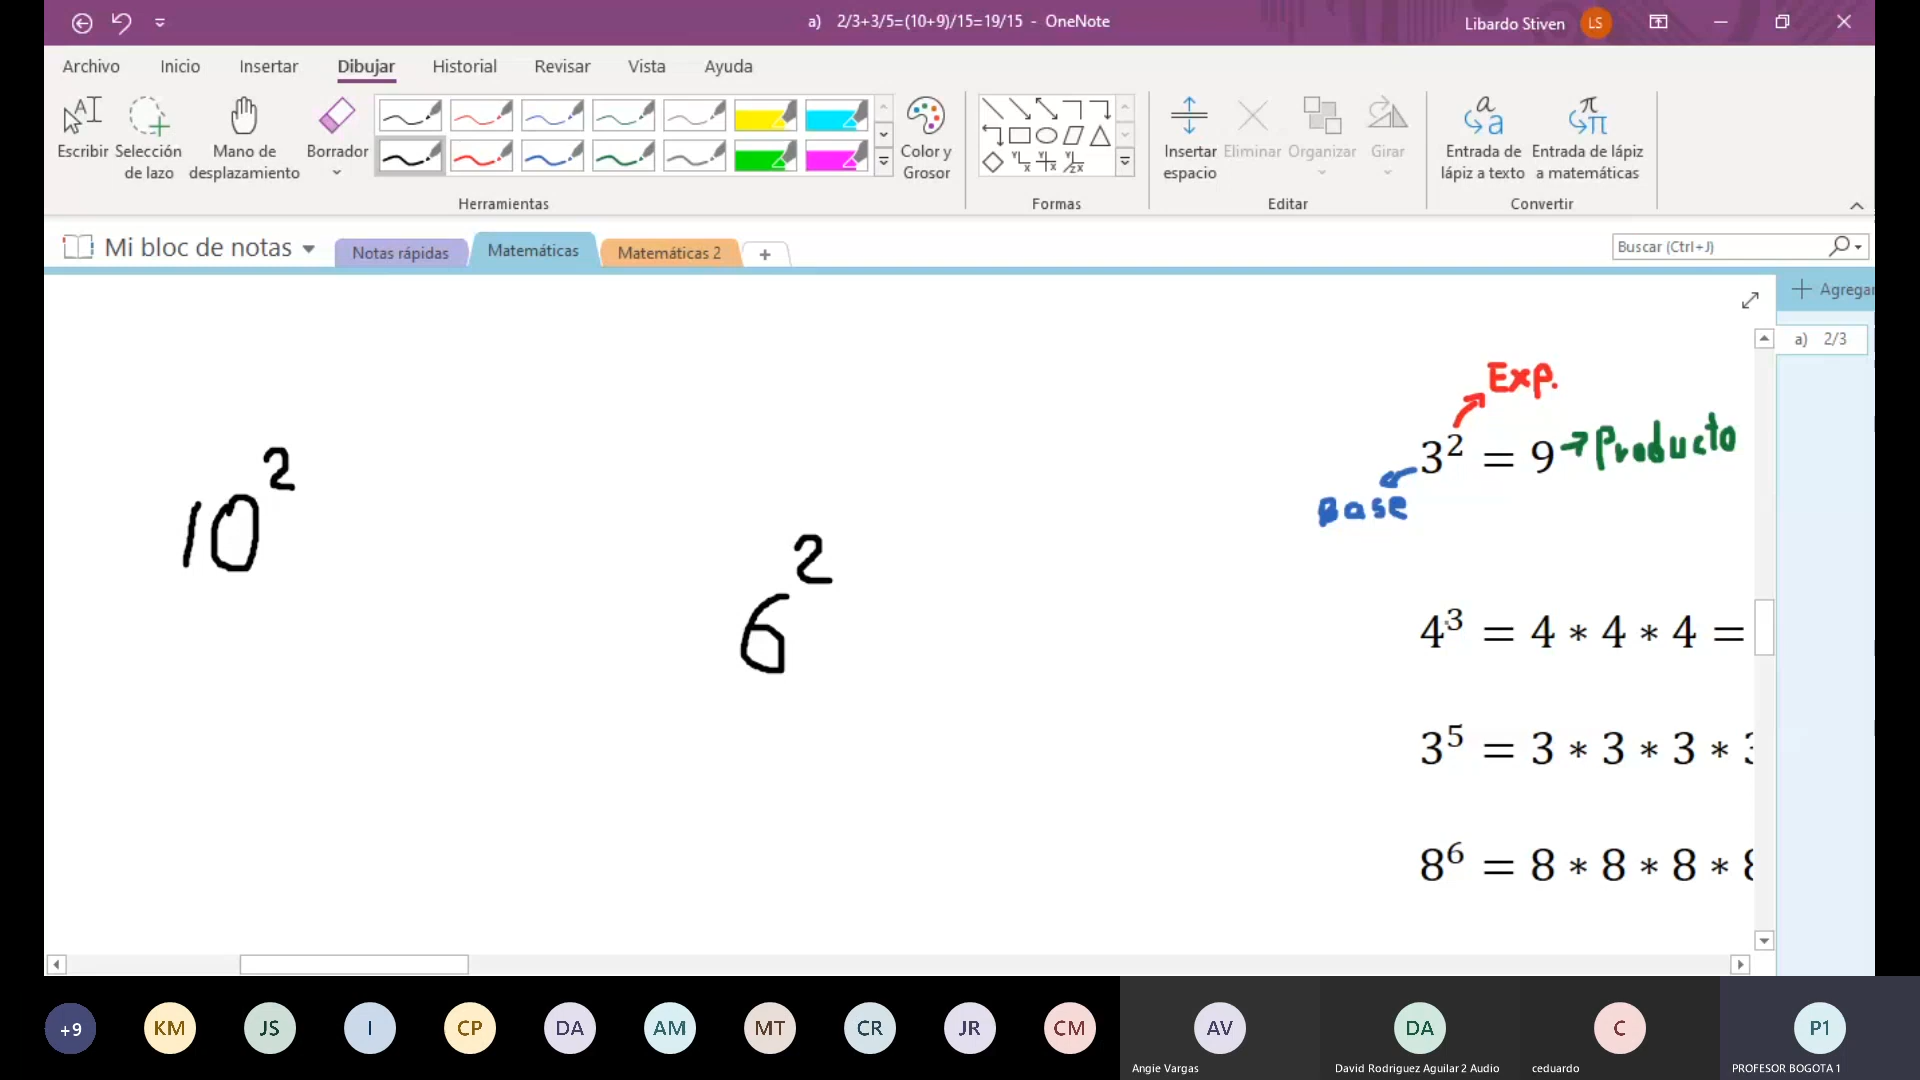 a) 2/3+3/5=(10+9)/15=19/15 - OneNote
Libardo Stiven LS
Archivo Inicio Insertar Dibujar Historial Revisar Vista Ayuda
Escribir
Selección de lazo
Mano de desplazamiento
Borrador
Color y Grosor
Insertar espacio
Eliminar
Organizar
Girar
Entrada de lápiz a texto
Entrada de lápiz a matemáticas
Herramientas
Formas
Editar
Convertir
Mi bloc de notas
Notas rápidas
Matemáticas
Matemáticas 2
Buscar (Ctrl+J)
Agregar
a) 2/3
10²
6²
Exp.
3² = 9 → Producto
Base
4³ = 4 * 4 * 4 =
3⁵ = 3 * 3 * 3 * 3
8⁶ = 8 * 8 * 8 * 8
+9 KM JS I CP DA AM MT CR JR CM AV DA C P1
Angie Vargas
David Rodriguez Aguilar 2 Audio
ceduardo
PROFESOR BOGOTA 1